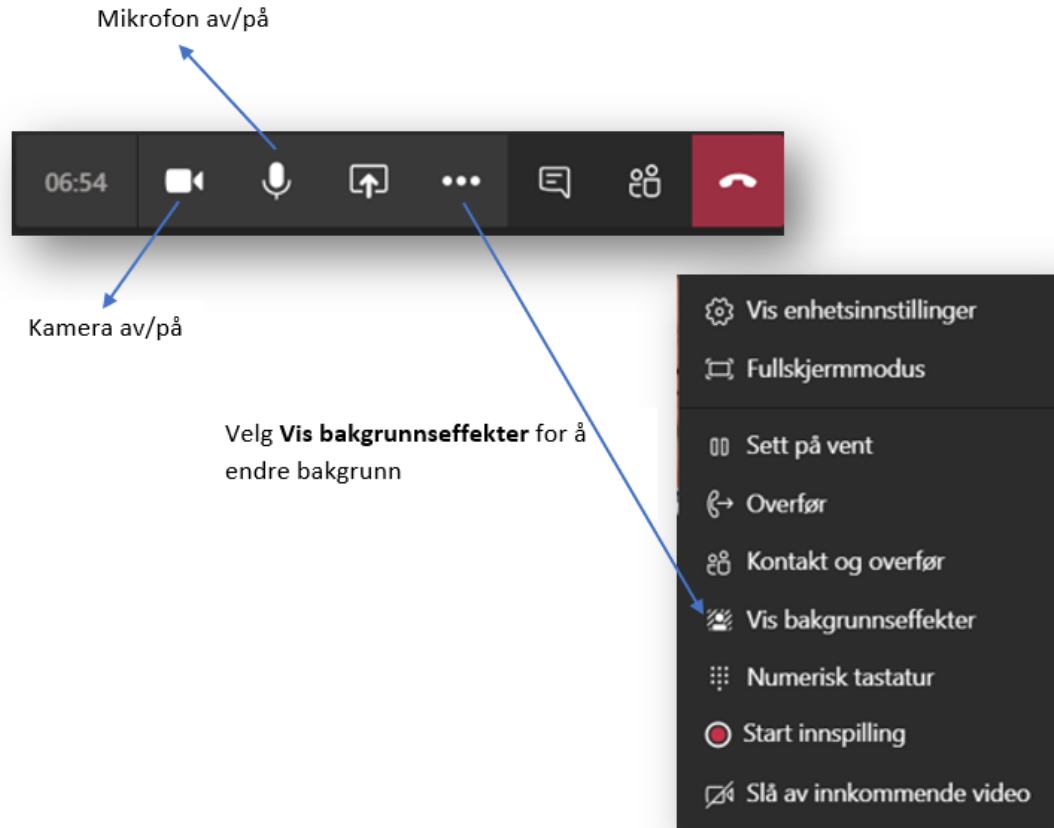 Mikrofon av/på
06:54
Kamera av/på
Velg Vis bakgrunnseffekter for å
endre bakgrunn
Vis enhetsinnstillinger
Fullskjermmodus
Sett på vent
Overfør
Kontakt og overfør
Vis bakgrunnseffekter
Numerisk tastatur
Start innspilling
Slå av innkommende video